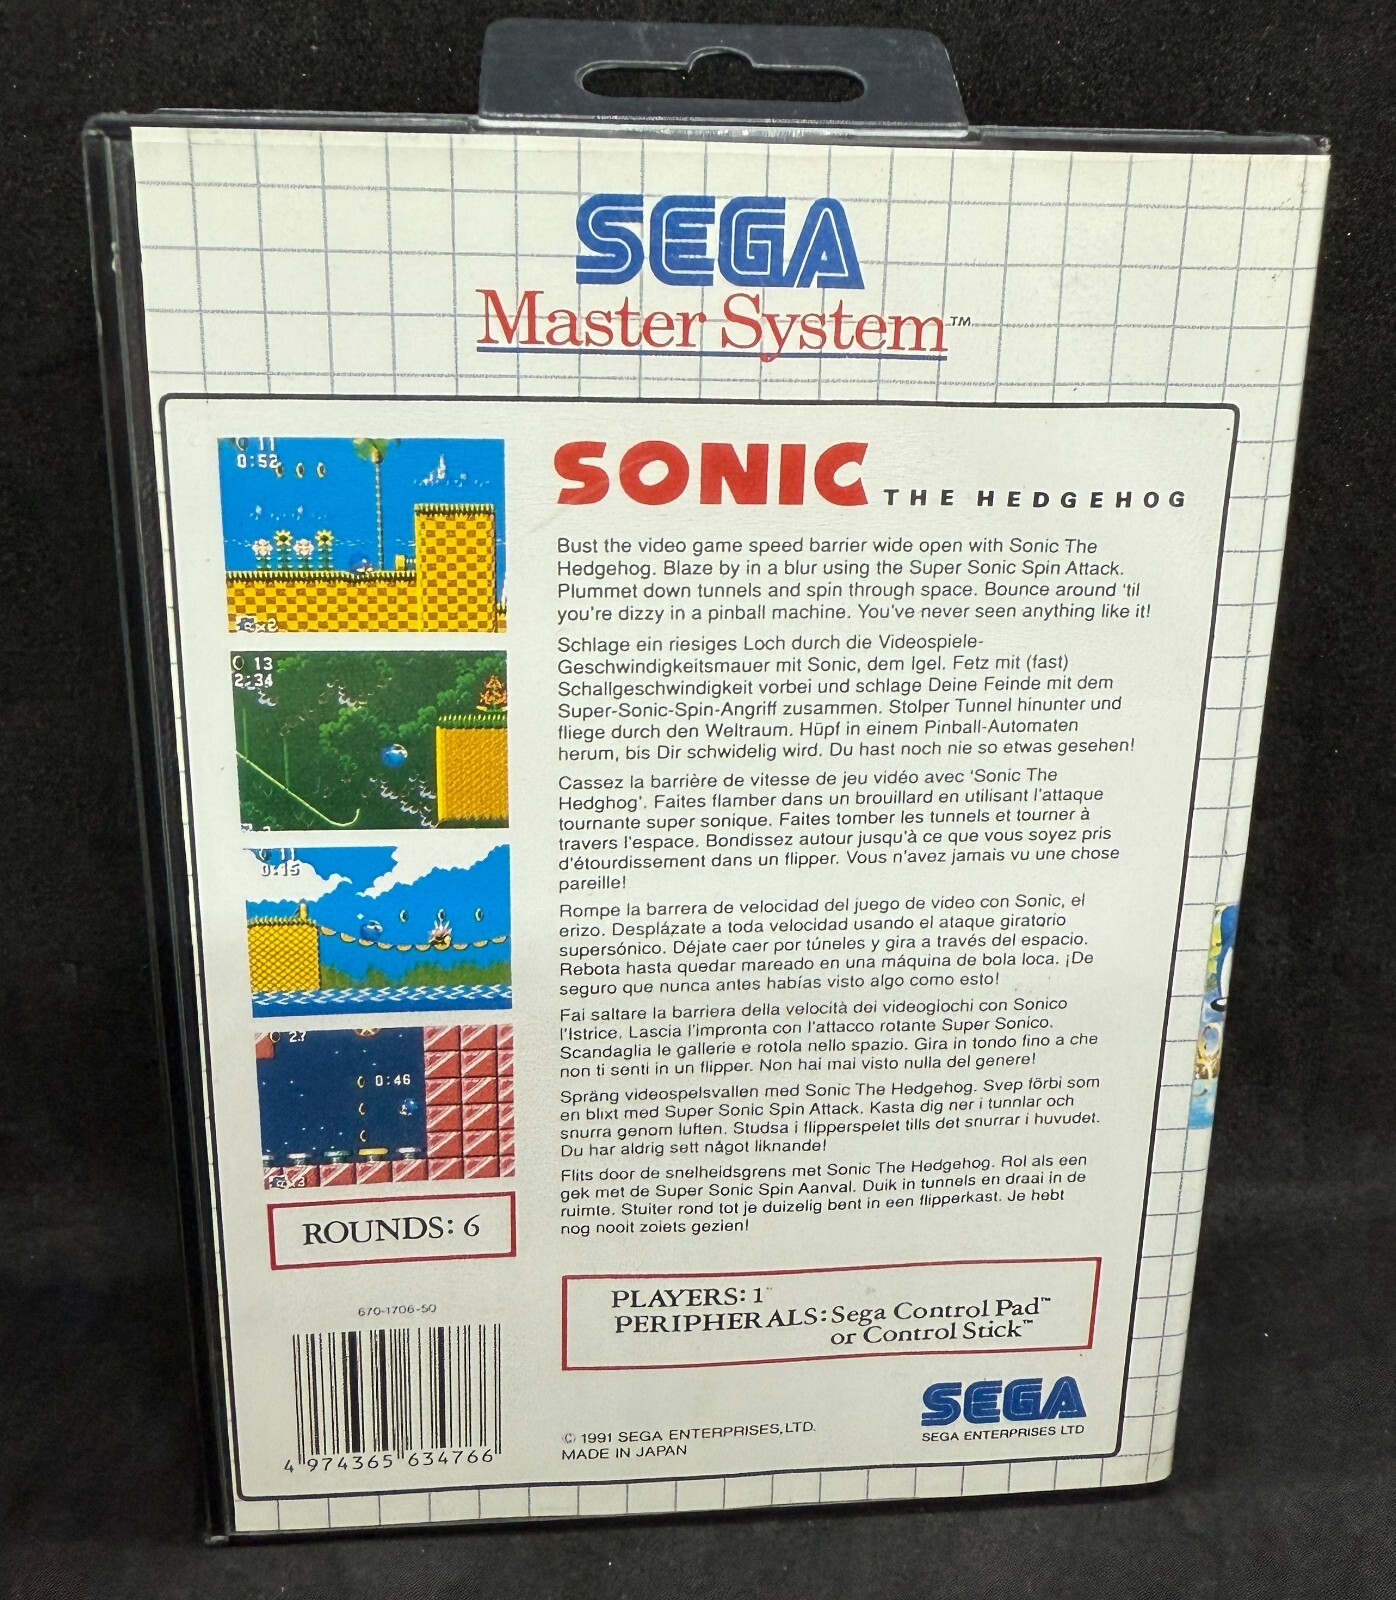 SEGA
Master System™
SONIC THE HEDGEHOG
Bust the video game speed barrier wide open with Sonic The
Hedgehog. Blaze by in a blur using the Super Sonic Spin Attack.
Plummet down tunnels and spin through space. Bounce around 'til
you're dizzy in a pinball machine. You've never seen anything like it!
Schlage ein riesiges Loch durch die Videospiele-
Geschwindigkeitsmauer mit Sonic, dem Igel. Fetz mit (fast)
Schallgeschwindigkeit vorbei und schlage Deine Feinde mit dem
Super-Sonic-Spin-Angriff zusammen. Stolper Tunnel hinunter und
fliege durch den Weltraum. Hüpf in einem Pinball-Automaten
herum, bis Dir schwidelig wird. Du hast noch nie so etwas gesehen!
Cassez la barrière de vitesse de jeu vidéo avec 'Sonic The
Hedghog'. Faites flamber dans un brouillard en utilisant l'attaque
tournante super sonique. Faites tomber les tunnels et tourner à
travers l'espace. Bondissez autour jusqu'à ce que vous soyez pris
d'étourdissement dans un flipper. Vous n'avez jamais vu une chose
pareille!
Rompe la barrera de velocidad del juego de video con Sonic, el
erizo. Desplázate a toda velocidad usando el ataque giratorio
supersónico. Déjate caer por túneles y gira a través del espacio.
Rebota hasta quedar mareado en una máquina de bola loca. ¡De
seguro que nunca antes habías visto algo como esto!
Fai saltare la barriera della velocità dei videogiochi con Sonico
l'Istrice. Lascia l'impronta con l'attacco rotante Super Sonico.
Scandaglia le gallerie e rotola nello spazio. Gira in tondo fino a che
non ti senti in un flipper. Non hai mai visto nulla del genere!
Spräng videospelsvallen med Sonic The Hedgehog. Svep förbi som
en blixt med Super Sonic Spin Attack. Kasta dig ner i tunnlar och
snurra genom luften. Studsa i flipperspelet tills det snurrar i huvudet.
Du har aldrig sett något liknande!
Flits door de snelheidsgrens met Sonic The Hedgehog. Rol als een
gek met de Super Sonic Spin Aanval. Duik in tunnels en draai in de
ruimte. Stuiter rond tot je duizelig bent in een flipperkast. Je hebt
nog nooit zoiets gezien!
11
0:52
×2
13
2:34
11
0:15
27
0:46
×3
ROUNDS: 6
PLAYERS: 1
PERIPHERALS: Sega Control Pad™
or Control Stick™
670-1706-50
4 974365 634766
© 1991 SEGA ENTERPRISES, LTD.
MADE IN JAPAN
SEGA
SEGA ENTERPRISES LTD